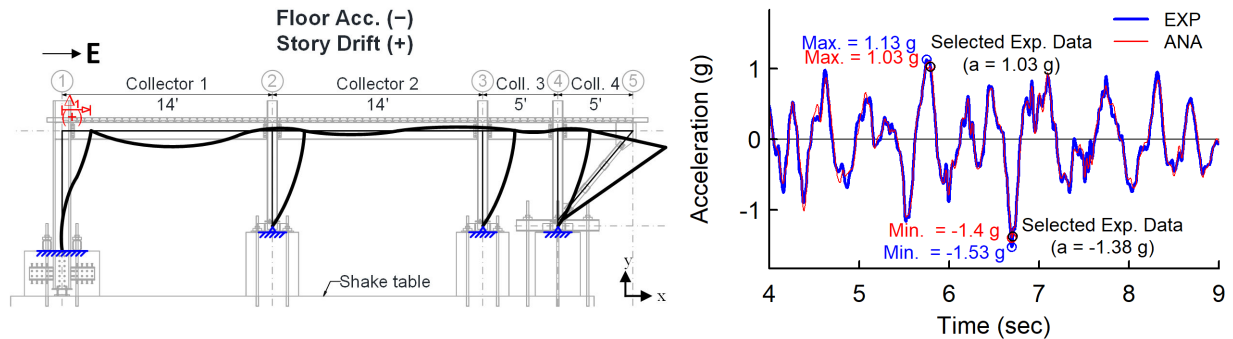 Floor Acc. (−)
Story Drift (+)
E
1 Collector 1 2 Collector 2 3 Coll. 3 4 Coll. 4 5
Δ1 14' 14' 5' 5'
(+)
Shake table
y
x
EXP
ANA
Max. = 1.13 g
Max. = 1.03 g
Selected Exp. Data
(a = 1.03 g)
Min. = -1.4 g
Min. = -1.53 g
Selected Exp. Data
(a = -1.38 g)
Acceleration (g)
1
0
-1
4 5 6 7 8 9
Time (sec)